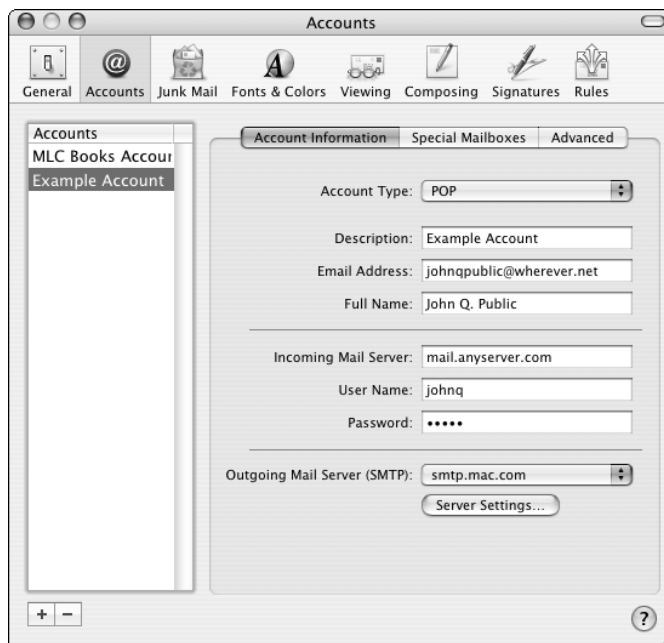 Accounts
General Accounts Junk Mail Fonts & Colors Viewing Composing Signatures Rules
Accounts
MLC Books Accour
Example Account
Account Information Special Mailboxes Advanced
Account Type: POP
Description: Example Account
Email Address: johnqpublic@wherever.net
Full Name: John Q. Public
Incoming Mail Server: mail.anyserver.com
User Name: johnq
Password: •••••
Outgoing Mail Server (SMTP): smtp.mac.com
Server Settings...
+ −
?